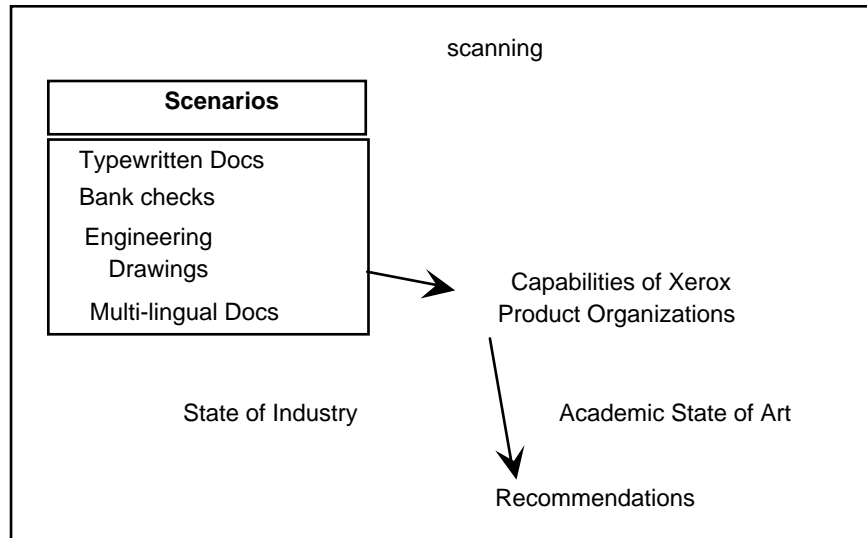 scanning
Scenarios
Typewritten Docs
Bank checks
Engineering
Drawings
Multi-lingual Docs
Capabilities of Xerox
Product Organizations
State of Industry
Academic State of Art
Recommendations